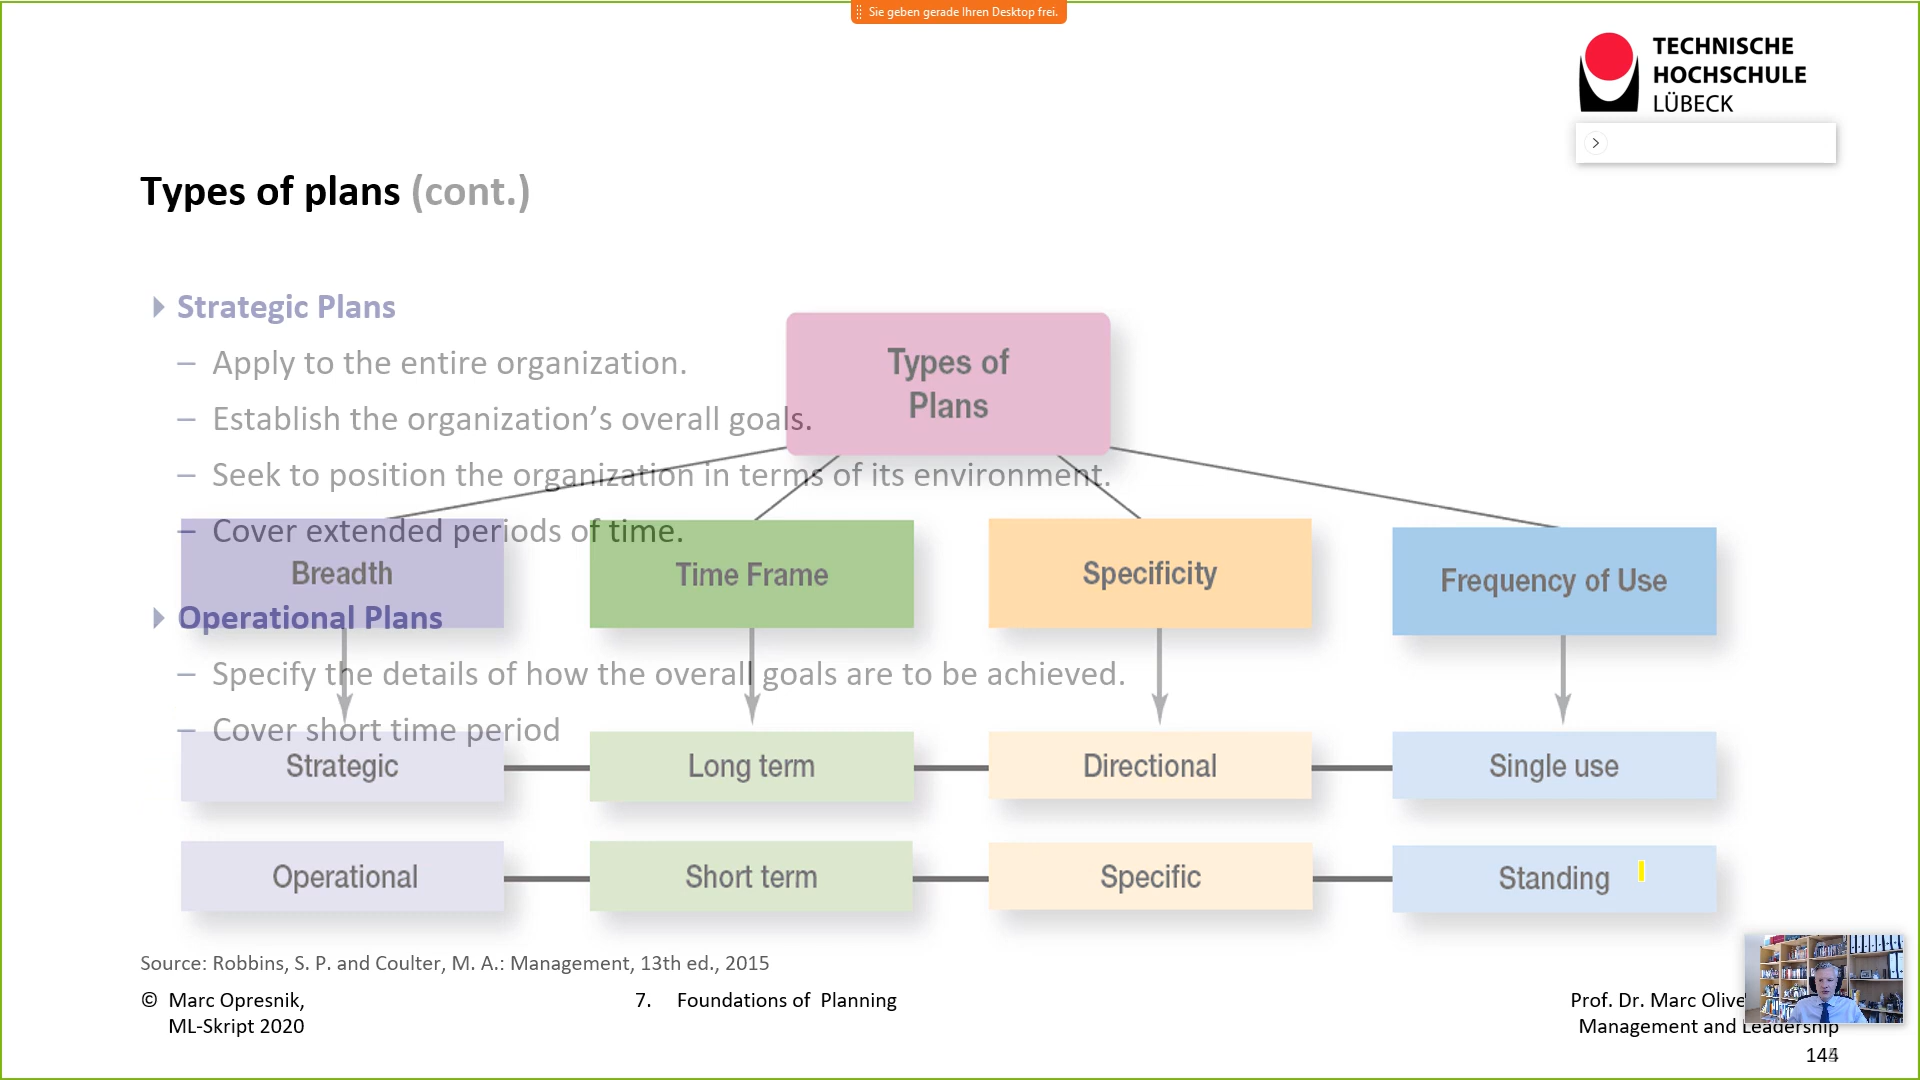 Sie geben gerade Ihren Desktop frei.
TECHNISCHE
HOCHSCHULE
LÜBECK
Types of plans (cont.)
Strategic Plans
– Apply to the entire organization.
– Establish the organization’s overall goals.
– Seek to position the organization in terms of its environment.
– Cover extended periods of time.
Operational Plans
– Specify the details of how the overall goals are to be achieved.
– Cover short time period
Types of
Plans
Breadth
Time Frame
Specificity
Frequency of Use
Strategic
Long term
Directional
Single use
Operational
Short term
Specific
Standing
Source: Robbins, S. P. and Coulter, M. A.: Management, 13th ed., 2015
© Marc Opresnik,
ML-Skript 2020
7. Foundations of Planning
Prof. Dr. Marc
Management and Leadership